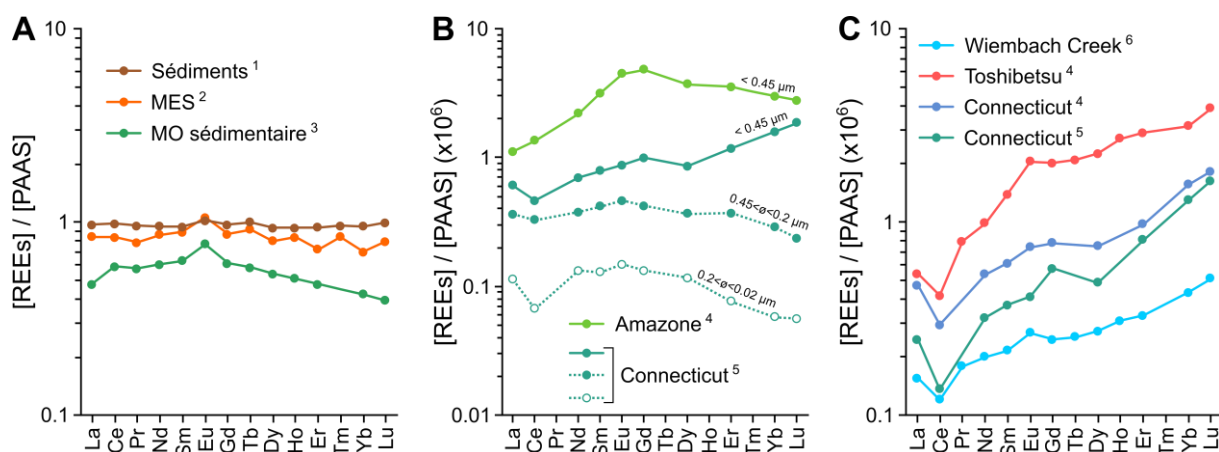 A
[REEs] / [PAAS]
10
1
0.1
Sédiments 1
MES 2
MO sédimentaire 3
La Ce Pr Nd Sm Eu Gd Tb Dy Ho Er Tm Yb Lu
B
[REEs] / [PAAS] (x10⁶)
10
1
0.1
0.01
< 0.45 µm
< 0.45 µm
0.45<ø<0.2 µm
0.2<ø<0.02 µm
Amazone 4
Connecticut 5
La Ce Pr Nd Sm Eu Gd Tb Dy Ho Er Tm Yb Lu
C
[REEs] / [PAAS] (x10⁶)
10
1
0.1
Wiembach Creek 6
Toshibetsu 4
Connecticut 4
Connecticut 5
La Ce Pr Nd Sm Eu Gd Tb Dy Ho Er Tm Yb Lu